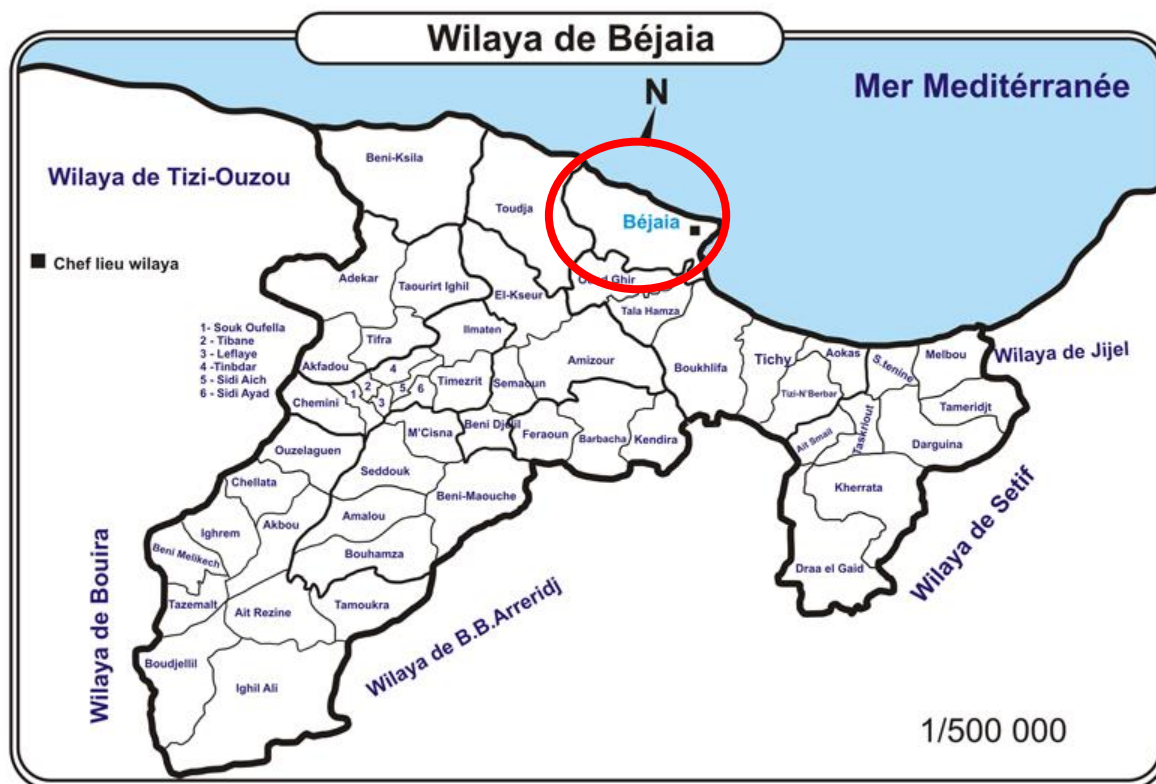 Wilaya de Béjaia
N
Mer Meditérranée
Beni-Ksila
Wilaya de Tizi-Ouzou
Toudja
Béjaia
Chef lieu wilaya
Adekar
Taourirt Ighil
El-Kseur
Oued Ghir
Tala Hamza
1- Souk Oufella
2 - Tibane
3 - Leflaye
4 -Tinbdar
5 - Sidi Aich
6 - Sidi Ayad
Tifra
Ilmaten
Akfadou
Amizour
Boukhlifa
Tichy
Aokas
S.tenine
Melbou
Wilaya de Jijel
Chemini
1
2
3
4
5
6
Timezrit
Semaoun
Tizi-N'Berbar
Tameridjt
M'Cisna
Beni Djelil
Feraoun
Barbacha
Kendira
Ait Smail
Taskriout
Darguina
Ouzelaguen
Seddouk
Chellata
Beni-Maouche
Kherrata
Akbou
Amalou
Ighrem
Beni Melikech
Bouhamza
Draa el Gaid
Wilaya de Setif
Tazemalt
Ait Rezine
Tamoukra
Wilaya de Bouira
Wilaya de B.B.Arreridj
Boudjellil
Ighil Ali
1/500 000